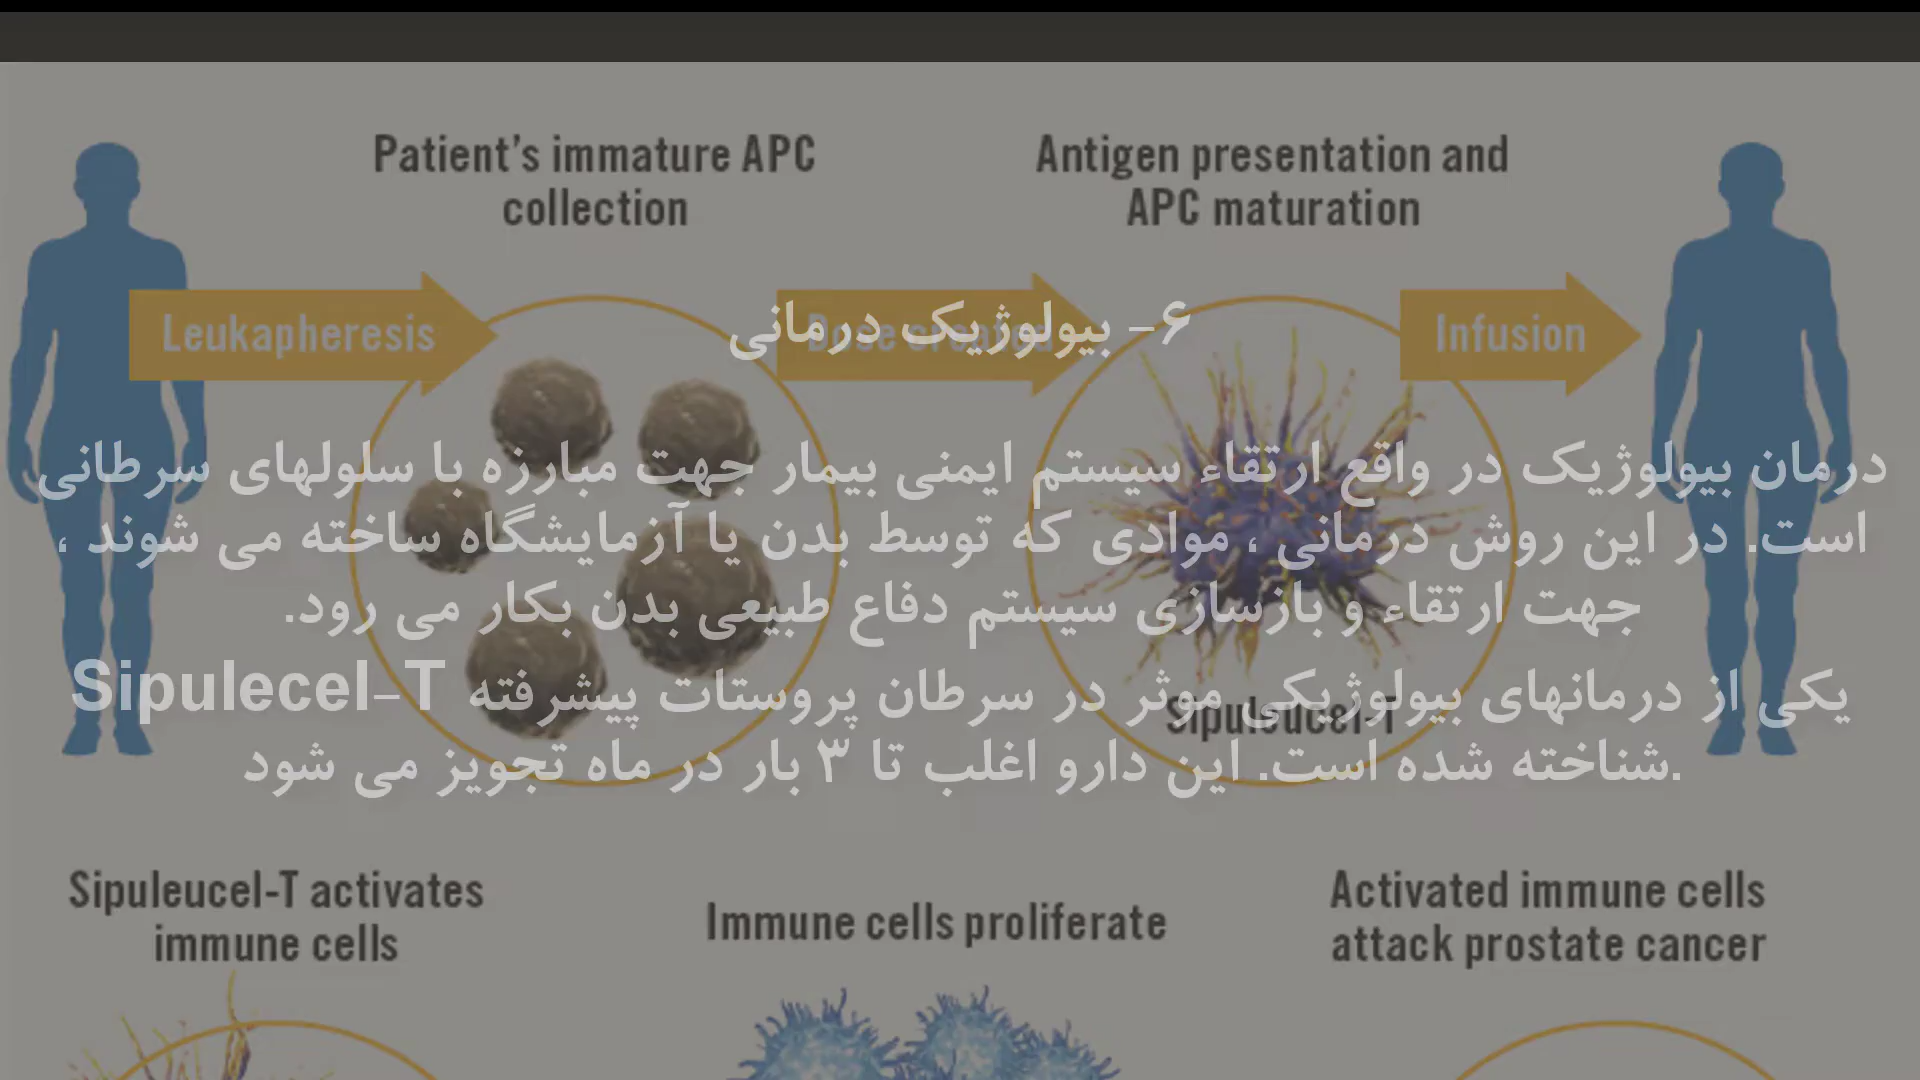 Patient's immature APC
collection
Antigen presentation and
APC maturation
Leukapheresis
Infusion
۶- بیولوژیک درمانی
درمان بیولوژیک در واقع ارتقاء سیستم ایمنی بیمار جهت مبارزه با سلولهای سرطانی
است. در این روش درمانی ، موادی که توسط بدن یا آزمایشگاه ساخته می شوند ،
جهت ارتقاء و بازسازی سیستم دفاع طبیعی بدن بکار می رود.
یکی از درمانهای بیولوژیکی موثر در سرطان پروستات پیشرفته Sipulecel-T
شناخته شده است. این دارو اغلب تا ۳ بار در ماه تجویز می شود.
Sipuleucel-T
Sipuleucel-T activates
immune cells
Immune cells proliferate
Activated immune cells
attack prostate cancer